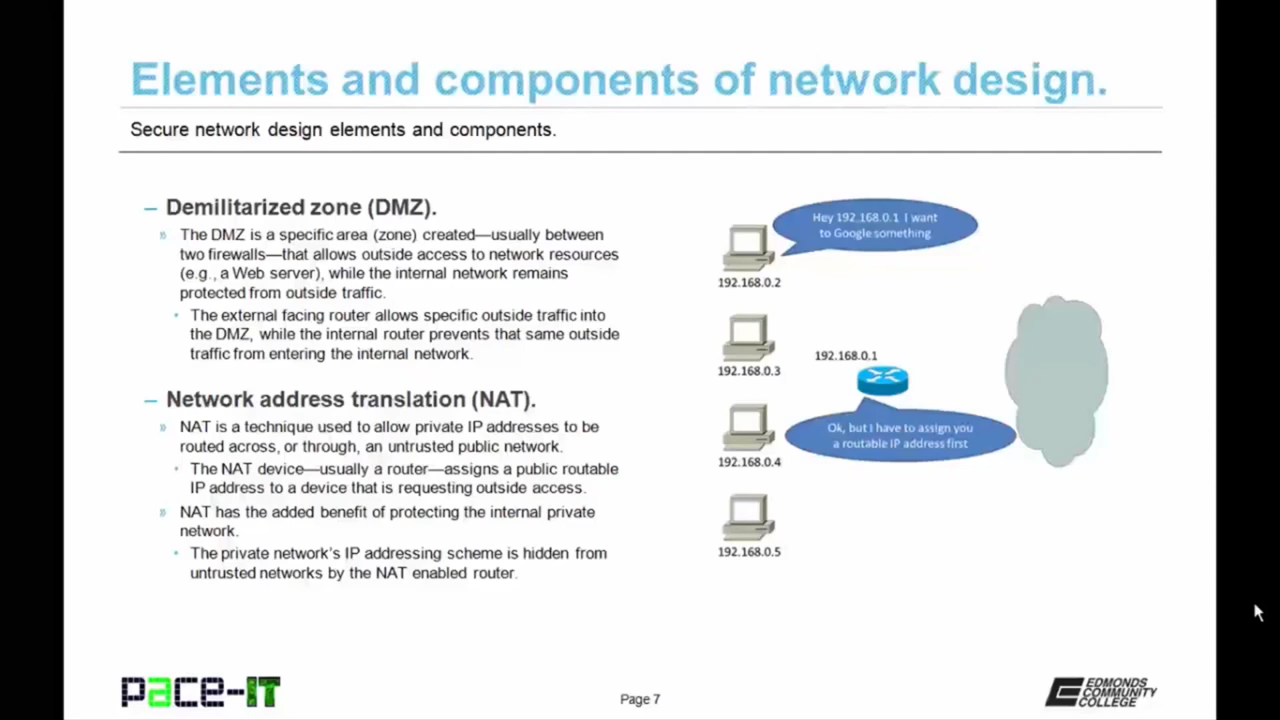 Elements and components of network design.
Secure network design elements and components.
– Demilitarized zone (DMZ).
» The DMZ is a specific area (zone) created—usually between
two firewalls—that allows outside access to network resources
(e.g., a Web server), while the internal network remains
protected from outside traffic.
• The external facing router allows specific outside traffic into
the DMZ, while the internal router prevents that same outside
traffic from entering the internal network.
– Network address translation (NAT).
» NAT is a technique used to allow private IP addresses to be
routed across, or through, an untrusted public network.
• The NAT device—usually a router—assigns a public routable
IP address to a device that is requesting outside access.
» NAT has the added benefit of protecting the internal private
network.
• The private network's IP addressing scheme is hidden from
untrusted networks by the NAT enabled router.
Hey 192.168.0.1 I want
to Google something
192.168.0.2
192.168.0.3
192.168.0.1
Ok, but I have to assign you
a routable IP address first
192.168.0.4
192.168.0.5
pace-IT
Page 7
EDMONDS
COMMUNITY
COLLEGE